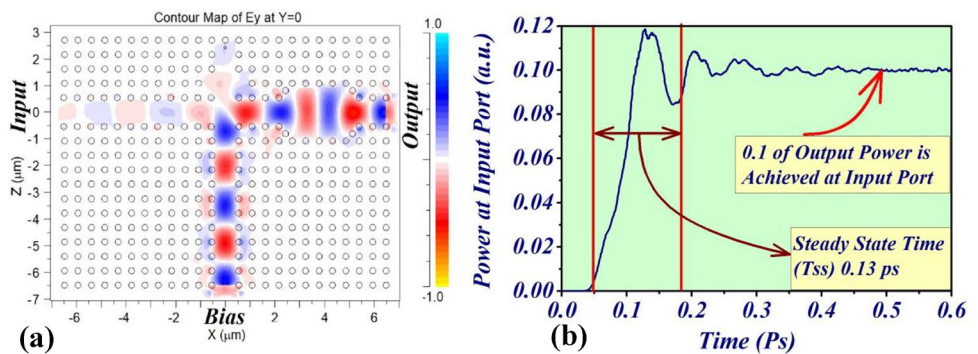 Contour Map of Ey at Y=0
1.0
3
2
1
0
-1
-2
-3
-4
-5
-6
-7
Z (μm)
Input
Output
-1.0
-6
-4
-2
0
2
4
6
Bias
X (μm)
(a)
0.12
0.10
0.08
0.06
0.04
0.02
0.00
Power at Input Port (a.u.)
0.1 of Output Power is
Achieved at Input Port
Steady State Time
(Tss) 0.13 ps
0.0
0.1
0.2
0.3
0.4
0.5
0.6
Time (Ps)
(b)